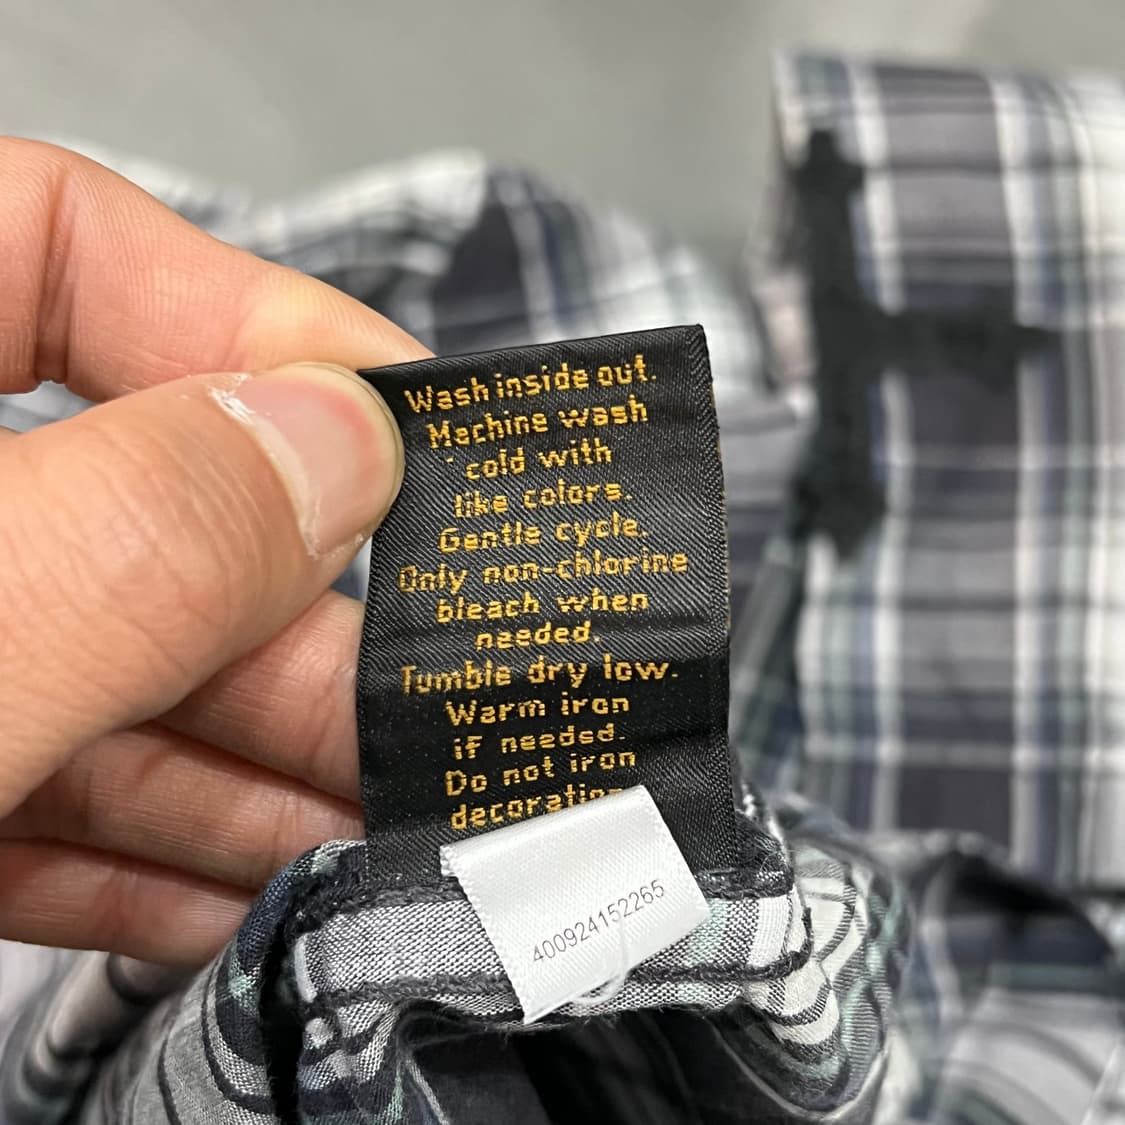 Wash inside out.
Machine wash
cold with
like colors.
Gentle cycle.
Only non-chlorine
bleach when
needed.
Tumble dry low.
Warm iron
if needed.
Do not iron
decoration
400924152265